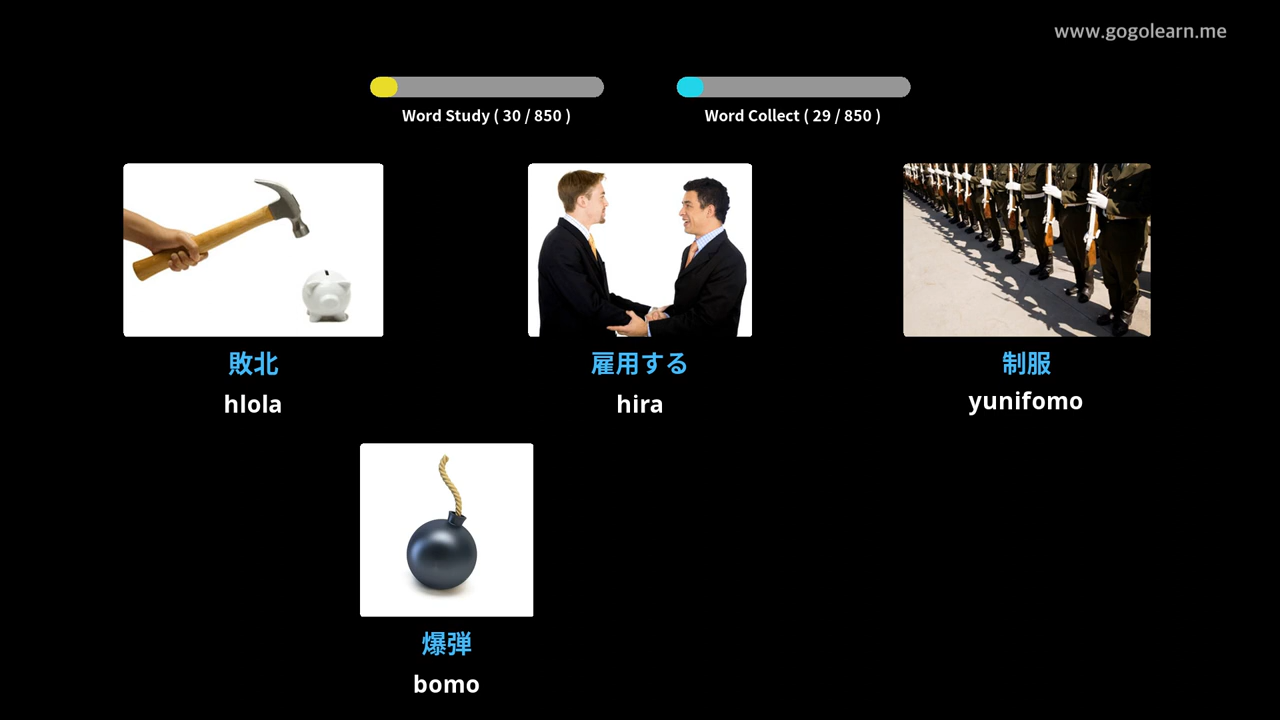 www.gogolearn.me
Word Study ( 30 / 850 )
Word Collect ( 29 / 850 )
敗北
hlola
雇用する
hira
制服
yunifomo
爆弾
bomo